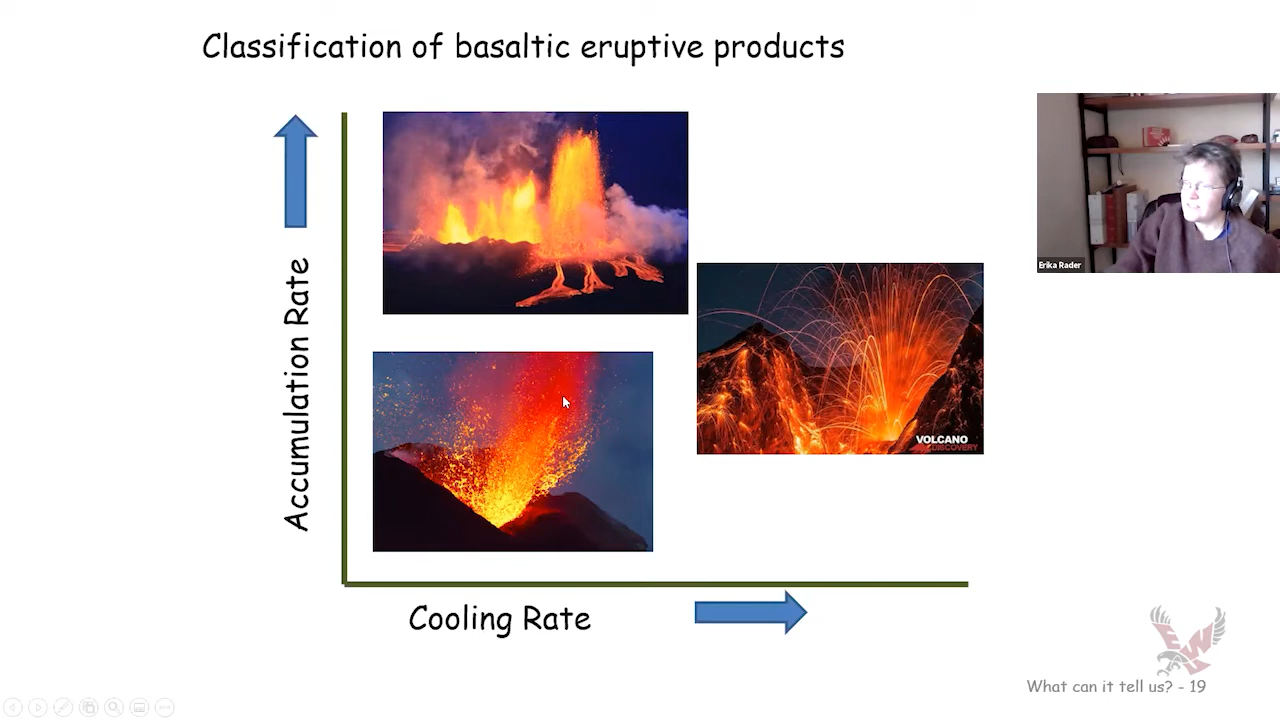 Classification of basaltic eruptive products
Accumulation Rate
Erika Rader
VOLCANO
DISCOVERY
Cooling Rate
EW
What can it tell us? - 19